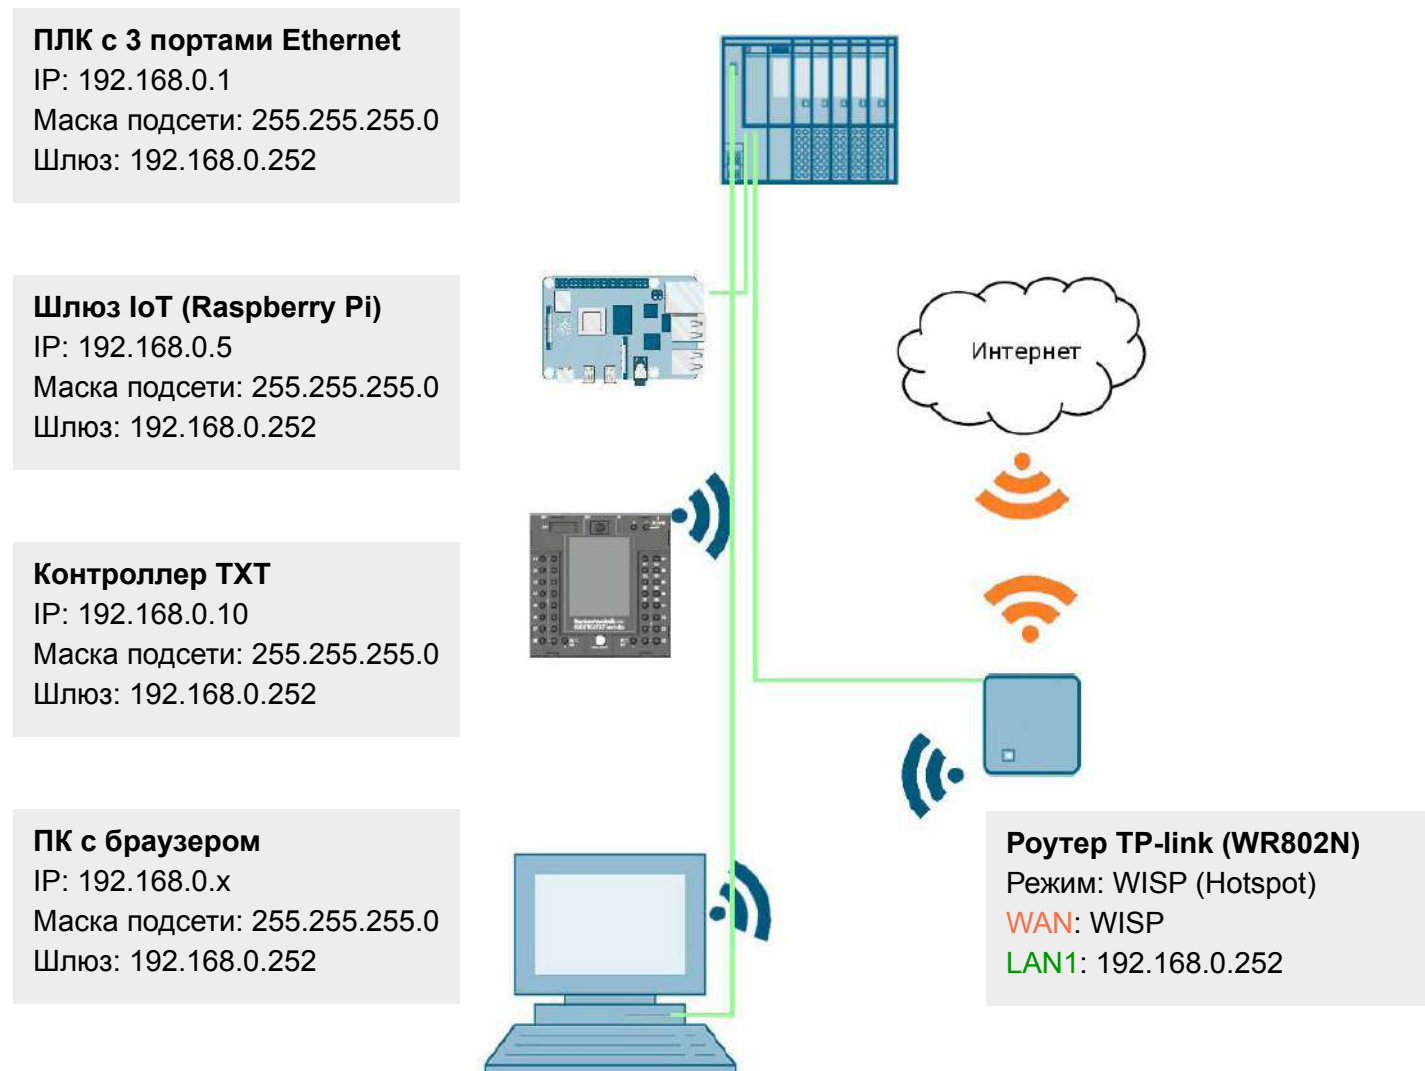 ПЛК с 3 портами Ethernet
IP: 192.168.0.1
Маска подсети: 255.255.255.0
Шлюз: 192.168.0.252
Шлюз IoT (Raspberry Pi)
IP: 192.168.0.5
Маска подсети: 255.255.255.0
Шлюз: 192.168.0.252
Интернет
Контроллер TXT
IP: 192.168.0.10
Маска подсети: 255.255.255.0
Шлюз: 192.168.0.252
ПК с браузером
IP: 192.168.0.x
Маска подсети: 255.255.255.0
Шлюз: 192.168.0.252
Роутер TP-link (WR802N)
Режим: WISP (Hotspot)
WAN: WISP
LAN1: 192.168.0.252